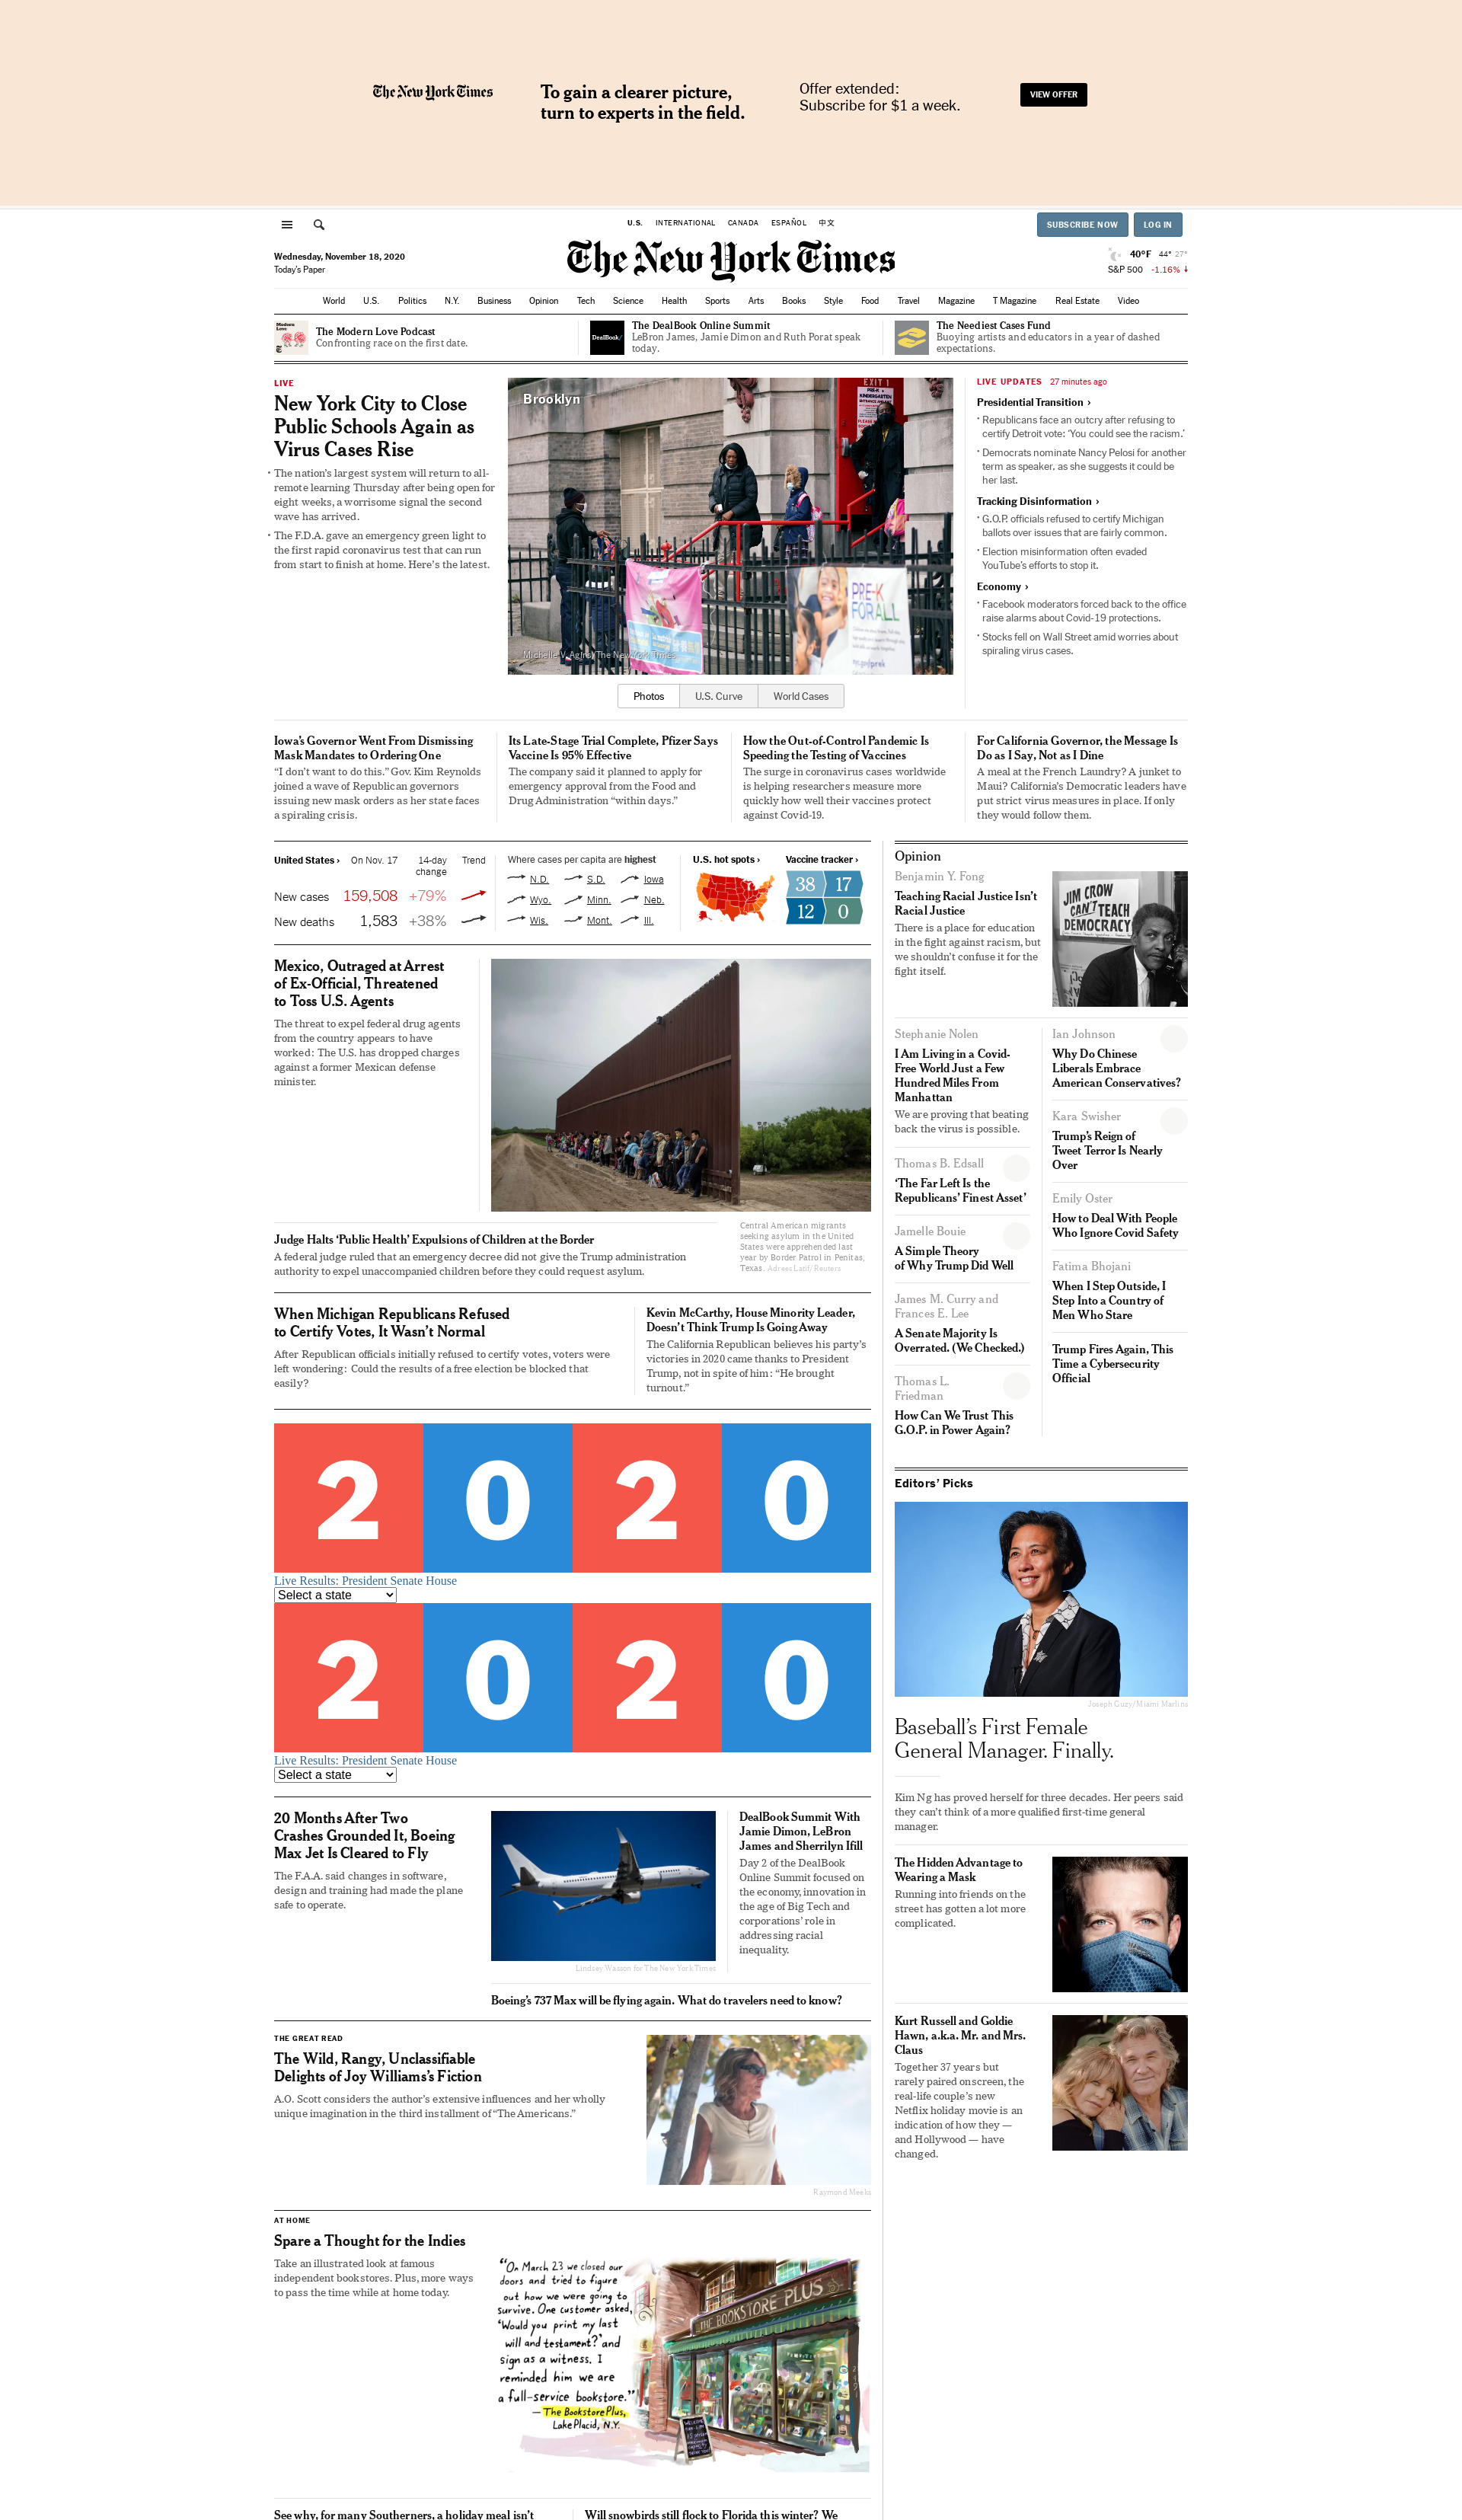 The New York Times
To gain a clearer picture,
turn to experts in the field.
Offer extended:
Subscribe for $1 a week.
VIEW OFFER
U.S. INTERNATIONAL CANADA ESPAÑOL 中文
SUBSCRIBE NOW LOG IN
Wednesday, November 18, 2020
Today's Paper
The New York Times
40°F 44° 27°
S&P 500 -1.16%
World U.S. Politics N.Y. Business Opinion Tech Science Health Sports Arts Books Style Food Travel Magazine T Magazine Real Estate Video
Modern
Love
The Modern Love Podcast
Confronting race on the first date.
DealBook/
The DealBook Online Summit
LeBron James, Jamie Dimon and Ruth Porat speak
today.
The Neediest Cases Fund
Buoying artists and educators in a year of dashed
expectations.
LIVE
New York City to Close
Public Schools Again as
Virus Cases Rise
The nation's largest system will return to all-
remote learning Thursday after being open for
eight weeks, a worrisome signal the second
wave has arrived.
The F.D.A. gave an emergency green light to
the first rapid coronavirus test that can run
from start to finish at home. Here's the latest.
Brooklyn
EXIT 1
PRE-K
KINDERGARTEN
PRE-K
FOR ALL
Michelle V. Agins/The New York Times
Photos U.S. Curve World Cases
LIVE UPDATES 27 minutes ago
Presidential Transition ›
Republicans face an outcry after refusing to
certify Detroit vote: ‘You could see the racism.’
Democrats nominate Nancy Pelosi for another
term as speaker, as she suggests it could be
her last.
Tracking Disinformation ›
G.O.P. officials refused to certify Michigan
ballots over issues that are fairly common.
Election misinformation often evaded
YouTube's efforts to stop it.
Economy ›
Facebook moderators forced back to the office
raise alarms about Covid-19 protections.
Stocks fell on Wall Street amid worries about
spiraling virus cases.
Iowa's Governor Went From Dismissing
Mask Mandates to Ordering One
“I don't want to do this.” Gov. Kim Reynolds
joined a wave of Republican governors
issuing new mask orders as her state faces
a spiraling crisis.
Its Late-Stage Trial Complete, Pfizer Says
Vaccine Is 95% Effective
The company said it planned to apply for
emergency approval from the Food and
Drug Administration “within days.”
How the Out-of-Control Pandemic Is
Speeding the Testing of Vaccines
The surge in coronavirus cases worldwide
is helping researchers measure more
quickly how well their vaccines protect
against Covid-19.
For California Governor, the Message Is
Do as I Say, Not as I Dine
A meal at the French Laundry? A junket to
Maui? California's Democratic leaders have
put strict virus measures in place. If only
they would follow them.
United States › On Nov. 17 14-day
change Trend
New cases 159,508 +79%
New deaths 1,583 +38%
Where cases per capita are highest
N.D. S.D. Iowa
Wyo. Minn. Neb.
Wis. Mont. Ill.
U.S. hot spots ›
Vaccine tracker ›
38 17
12 0
Mexico, Outraged at Arrest
of Ex-Official, Threatened
to Toss U.S. Agents
The threat to expel federal drug agents
from the country appears to have
worked: The U.S. has dropped charges
against a former Mexican defense
minister.
Judge Halts ‘Public Health’ Expulsions of Children at the Border
A federal judge ruled that an emergency decree did not give the Trump administration
authority to expel unaccompanied children before they could request asylum.
Central American migrants
seeking asylum in the United
States were apprehended last
year by Border Patrol in Penitas,
Texas. Adrees Latif/Reuters
When Michigan Republicans Refused
to Certify Votes, It Wasn't Normal
After Republican officials initially refused to certify votes, voters were
left wondering: Could the results of a free election be blocked that
easily?
Kevin McCarthy, House Minority Leader,
Doesn't Think Trump Is Going Away
The California Republican believes his party's
victories in 2020 came thanks to President
Trump, not in spite of him: “He brought
turnout.”
2020
Live Results: President Senate House
Select a state
2020
Live Results: President Senate House
Select a state
20 Months After Two
Crashes Grounded It, Boeing
Max Jet Is Cleared to Fly
The F.A.A. said changes in software,
design and training had made the plane
safe to operate.
Lindsey Wasson for The New York Times
DealBook Summit With
Jamie Dimon, LeBron
James and Sherrilyn Ifill
Day 2 of the DealBook
Online Summit focused on
the economy, innovation in
the age of Big Tech and
corporations' role in
addressing racial
inequality.
Boeing's 737 Max will be flying again. What do travelers need to know?
THE GREAT READ
The Wild, Rangy, Unclassifiable
Delights of Joy Williams's Fiction
A.O. Scott considers the author's extensive influences and her wholly
unique imagination in the third installment of “The Americans.”
Raymond Meeks
AT HOME
Spare a Thought for the Indies
Take an illustrated look at famous
independent bookstores. Plus, more ways
to pass the time while at home today.
“On March 23 we closed our
doors and tried to figure
out how we were going to
survive. One customer asked,
‘Would you print my last
will and testament?’ and
sign as a witness. I
reminded him we are
a full-service bookstore.”
— The Bookstore Plus,
Lake Placid, N.Y.
THE BOOKSTORE PLUS
See why, for many Southerners, a holiday meal isn't
Will snowbirds still flock to Florida this winter? We
Opinion
Benjamin Y. Fong
Teaching Racial Justice Isn't
Racial Justice
There is a place for education
in the fight against racism, but
we shouldn't confuse it for the
fight itself.
JIM CROW
CAN'T TEACH
DEMOCRACY
Stephanie Nolen
I Am Living in a Covid-
Free World Just a Few
Hundred Miles From
Manhattan
We are proving that beating
back the virus is possible.
Thomas B. Edsall
‘The Far Left Is the
Republicans’ Finest Asset’
Jamelle Bouie
A Simple Theory
of Why Trump Did Well
James M. Curry and
Frances E. Lee
A Senate Majority Is
Overrated. (We Checked.)
Thomas L.
Friedman
How Can We Trust This
G.O.P. in Power Again?
Ian Johnson
Why Do Chinese
Liberals Embrace
American Conservatives?
Kara Swisher
Trump's Reign of
Tweet Terror Is Nearly
Over
Emily Oster
How to Deal With People
Who Ignore Covid Safety
Fatima Bhojani
When I Step Outside, I
Step Into a Country of
Men Who Stare
Trump Fires Again, This
Time a Cybersecurity
Official
Editors' Picks
Joseph Guzy/Miami Marlins
Baseball's First Female
General Manager. Finally.
Kim Ng has proved herself for three decades. Her peers said
they can't think of a more qualified first-time general
manager.
The Hidden Advantage to
Wearing a Mask
Running into friends on the
street has gotten a lot more
complicated.
Kurt Russell and Goldie
Hawn, a.k.a. Mr. and Mrs.
Claus
Together 37 years but
rarely paired onscreen, the
real-life couple's new
Netflix holiday movie is an
indication of how they —
and Hollywood — have
changed.